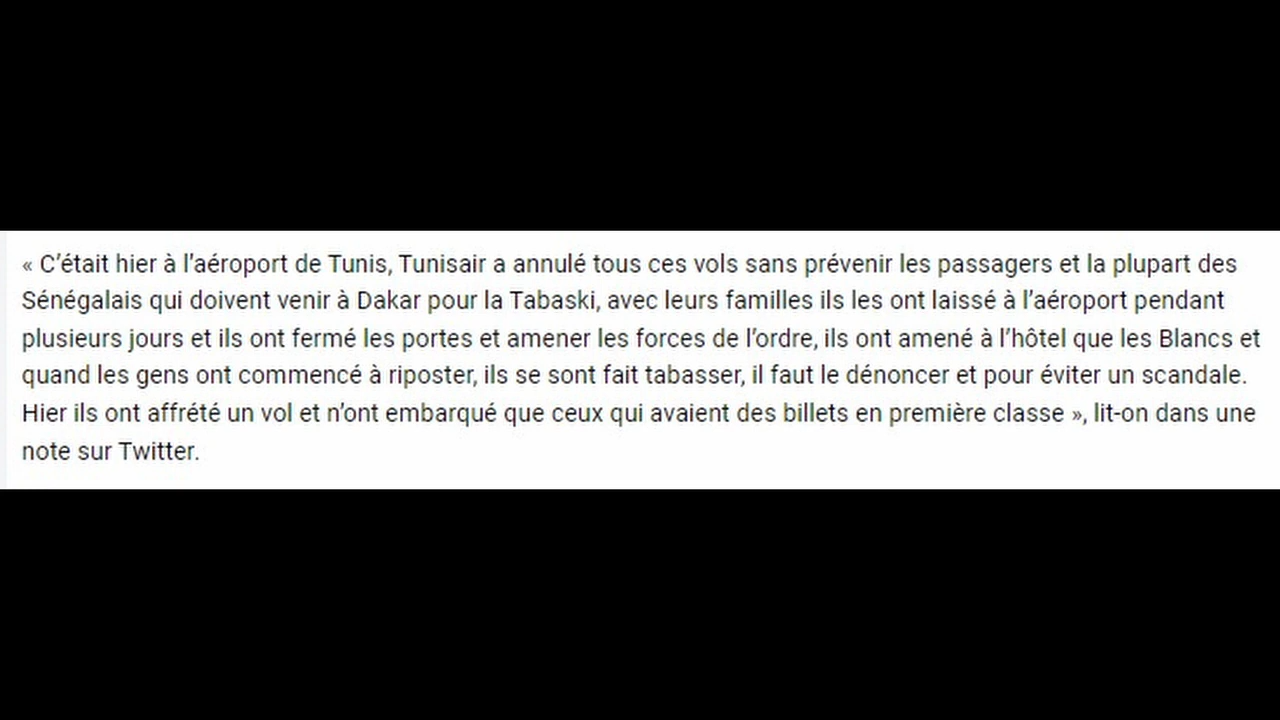 « C’était hier à l’aéroport de Tunis, Tunisair a annulé tous ces vols sans prévenir les passagers et la plupart des
Sénégalais qui doivent venir à Dakar pour la Tabaski, avec leurs familles ils les ont laissé à l’aéroport pendant
plusieurs jours et ils ont fermé les portes et amener les forces de l’ordre, ils ont amené à l’hôtel que les Blancs et
quand les gens ont commencé à riposter, ils se sont fait tabasser, il faut le dénoncer et pour éviter un scandale.
Hier ils ont affrété un vol et n’ont embarqué que ceux qui avaient des billets en première classe », lit-on dans une
note sur Twitter.